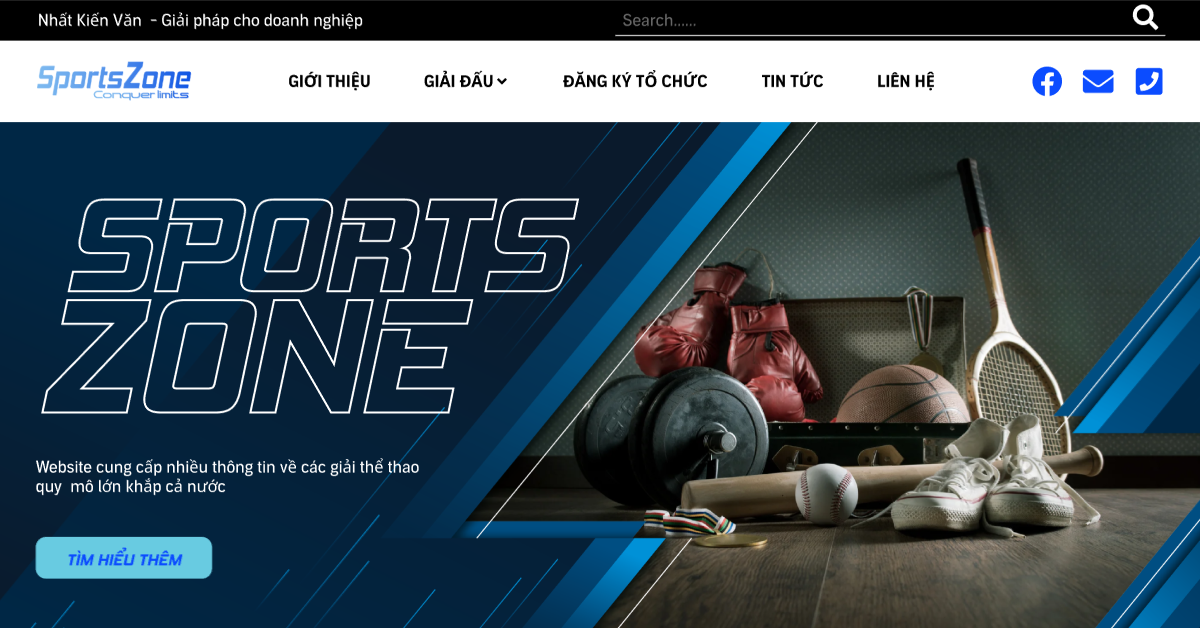 Nhất Kiến Văn  - Giải pháp cho doanh nghiệp
Search......
SportsZone
Conquer limits
GIỚI THIỆU
GIẢI ĐẤU
ĐĂNG KÝ TỔ CHỨC
TIN TỨC
LIÊN HỆ
SPORTS
ZONE
Website cung cấp nhiều thông tin về các giải thể thao
quy  mô lớn khắp cả nước
TÌM HIỂU THÊM